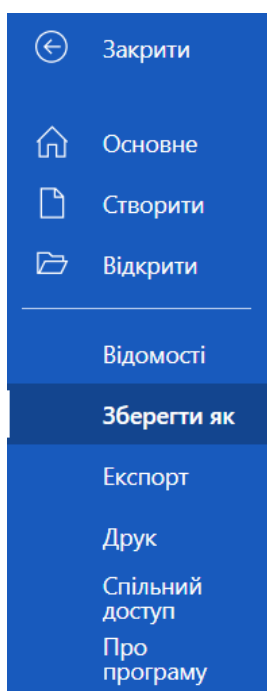 Закрити
Основне
Створити
Відкрити
Відомості
Зберегти як
Експорт
Друк
Спільний
доступ
Про
програму